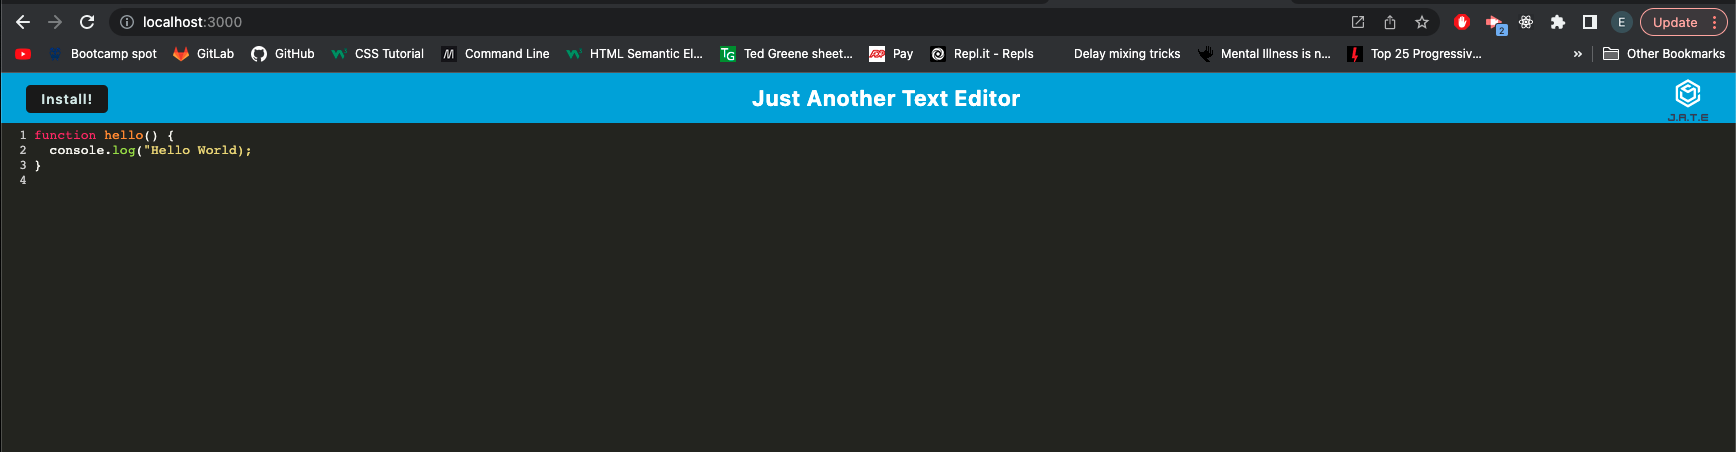 localhost:3000
2
E
Update
Bootcamp spot
GitLab
GitHub
CSS Tutorial
Command Line
HTML Semantic El...
TG
Ted Greene sheet...
Pay
Repl.it - Repls
Delay mixing tricks
Mental Illness is n...
Top 25 Progressiv...
»
Other Bookmarks
Install!
Just Another Text Editor
J.A.T.E
1 function hello() {
2   console.log("Hello World);
3 }
4